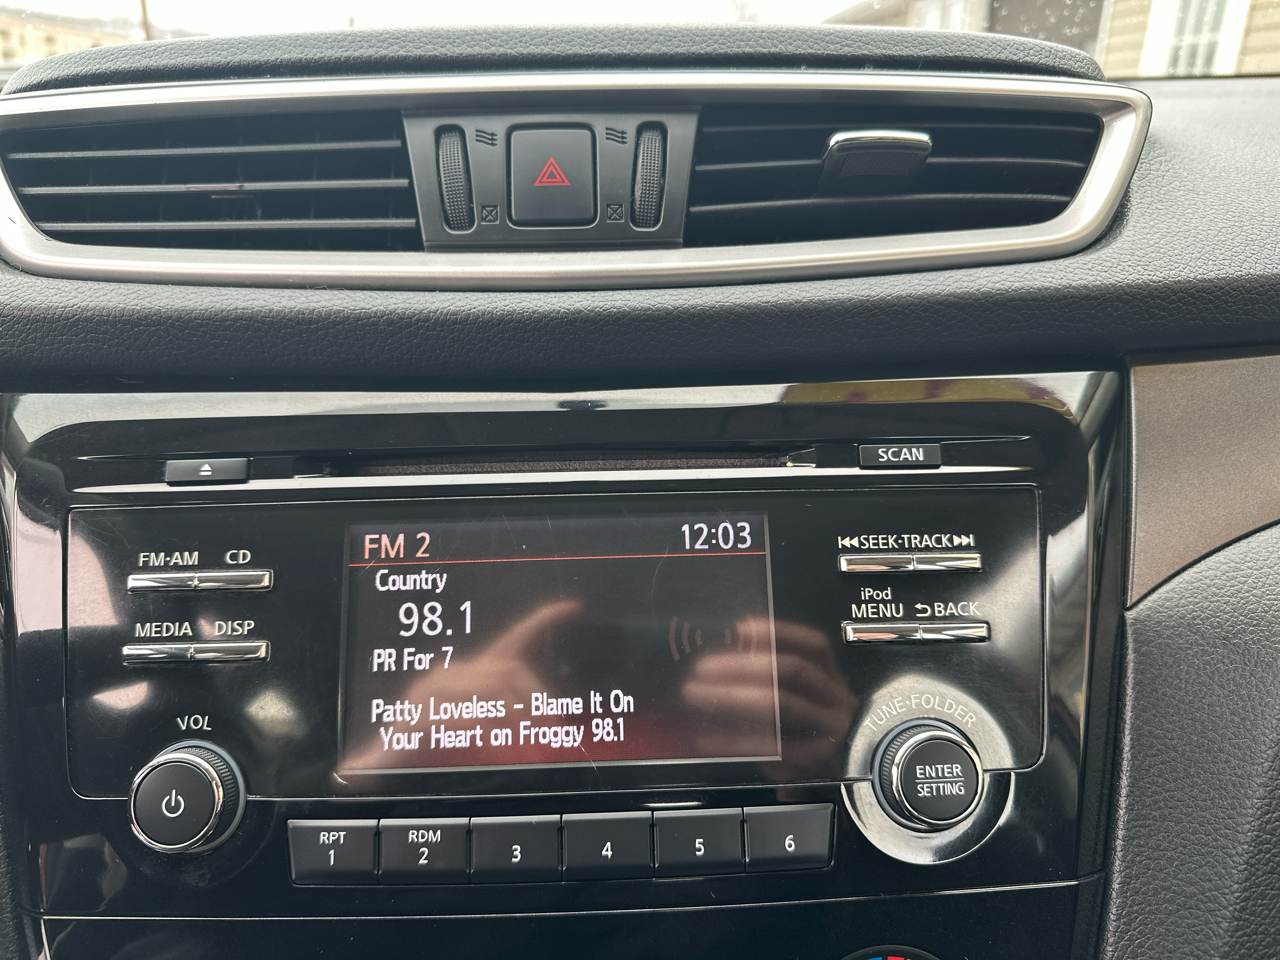 SCAN
FM·AM CD
MEDIA DISP
VOL
FM 2 12:03
Country
98.1
PR For 7
Patty Loveless - Blame It On
Your Heart on Froggy 98.1
SEEK·TRACK
iPod
MENU BACK
TUNE·FOLDER
ENTER
SETTING
RPT
1
RDM
2
3
4
5
6